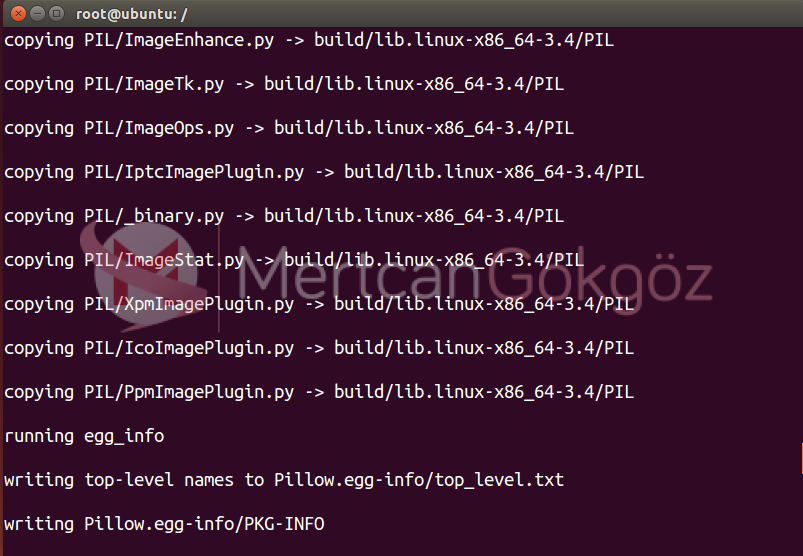 root@ubuntu: /
copying PIL/ImageEnhance.py -> build/lib.linux-x86_64-3.4/PIL
copying PIL/ImageTk.py -> build/lib.linux-x86_64-3.4/PIL
copying PIL/ImageOps.py -> build/lib.linux-x86_64-3.4/PIL
copying PIL/IptcImagePlugin.py -> build/lib.linux-x86_64-3.4/PIL
copying PIL/_binary.py -> build/lib.linux-x86_64-3.4/PIL
copying PIL/ImageStat.py -> build/lib.linux-x86_64-3.4/PIL
MertcanGökgöz
copying PIL/XpmImagePlugin.py -> build/lib.linux-x86_64-3.4/PIL
copying PIL/IcoImagePlugin.py -> build/lib.linux-x86_64-3.4/PIL
copying PIL/PpmImagePlugin.py -> build/lib.linux-x86_64-3.4/PIL
running egg_info
writing top-level names to Pillow.egg-info/top_level.txt
writing Pillow.egg-info/PKG-INFO